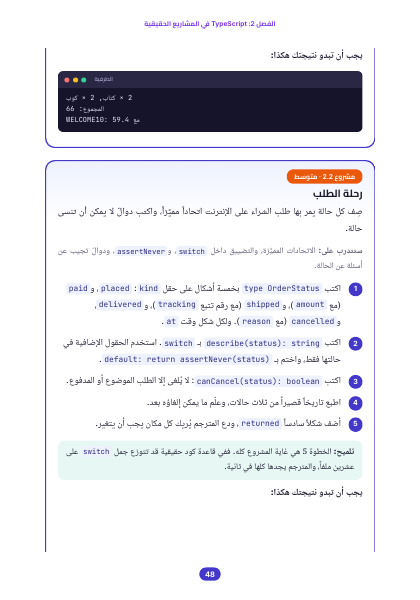 الفصل 2: TypeScript في المشاريع الحقيقية
يجب أن تبدو نتيجتك هكذا:
الطرفية
2 × كتاب, 2 × كوب
المجموع: 66
مع WELCOME10: 59.4
مشروع 2.2 · متوسط
رحلة الطلب
صِف كل حالة يمر بها طلب الشراء على الإنترنت اتحاداً مميَّزاً، واكتب دوالّ لا يمكن أن تنسى
حالة.
ستتدرب على: الاتحادات المميّزة، والتضييق داخل switch، و assertNever، ودوالّ تجيب عن
أسئلة عن الحالة.
1 اكتب type OrderStatus بخمسة أشكال على حقل kind: placed، و paid
(مع amount)، و shipped (مع رقم تتبع tracking)، و delivered،
و cancelled (مع reason). ولكل شكل وقت at.
2 اكتب describe(status): string بـ switch. استخدم الحقول الإضافية في
حالتها فقط، واختم بـ default: return assertNever(status).
3 اكتب canCancel(status): boolean: لا يُلغى إلا الطلب الموضوع أو المدفوع.
4 اطبع تاريخاً قصيراً من ثلاث حالات، وعلّم ما يمكن إلغاؤه بعد.
5 أضف شكلاً سادساً returned، ودع المترجم يُريك كل مكان يجب أن يتغير.
تلميح: الخطوة 5 هي غاية المشروع كله. ففي قاعدة كود حقيقية قد تتوزع جمل switch على
عشرين ملفاً، والمترجم يجدها كلها في ثانية.
يجب أن تبدو نتيجتك هكذا:
48